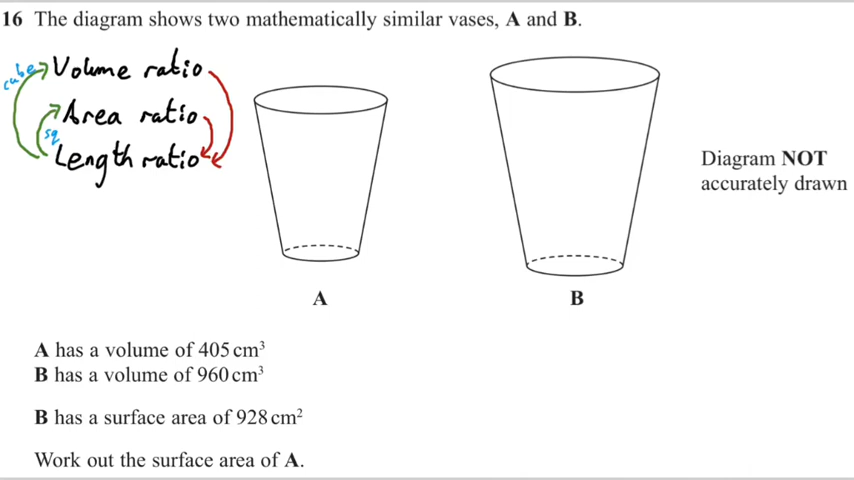 16 The diagram shows two mathematically similar vases, A and B.
cube Volume ratio
Area ratio
sq
Length ratio
Diagram NOT
accurately drawn
A
B
A has a volume of 405 cm³
B has a volume of 960 cm³
B has a surface area of 928 cm²
Work out the surface area of A.